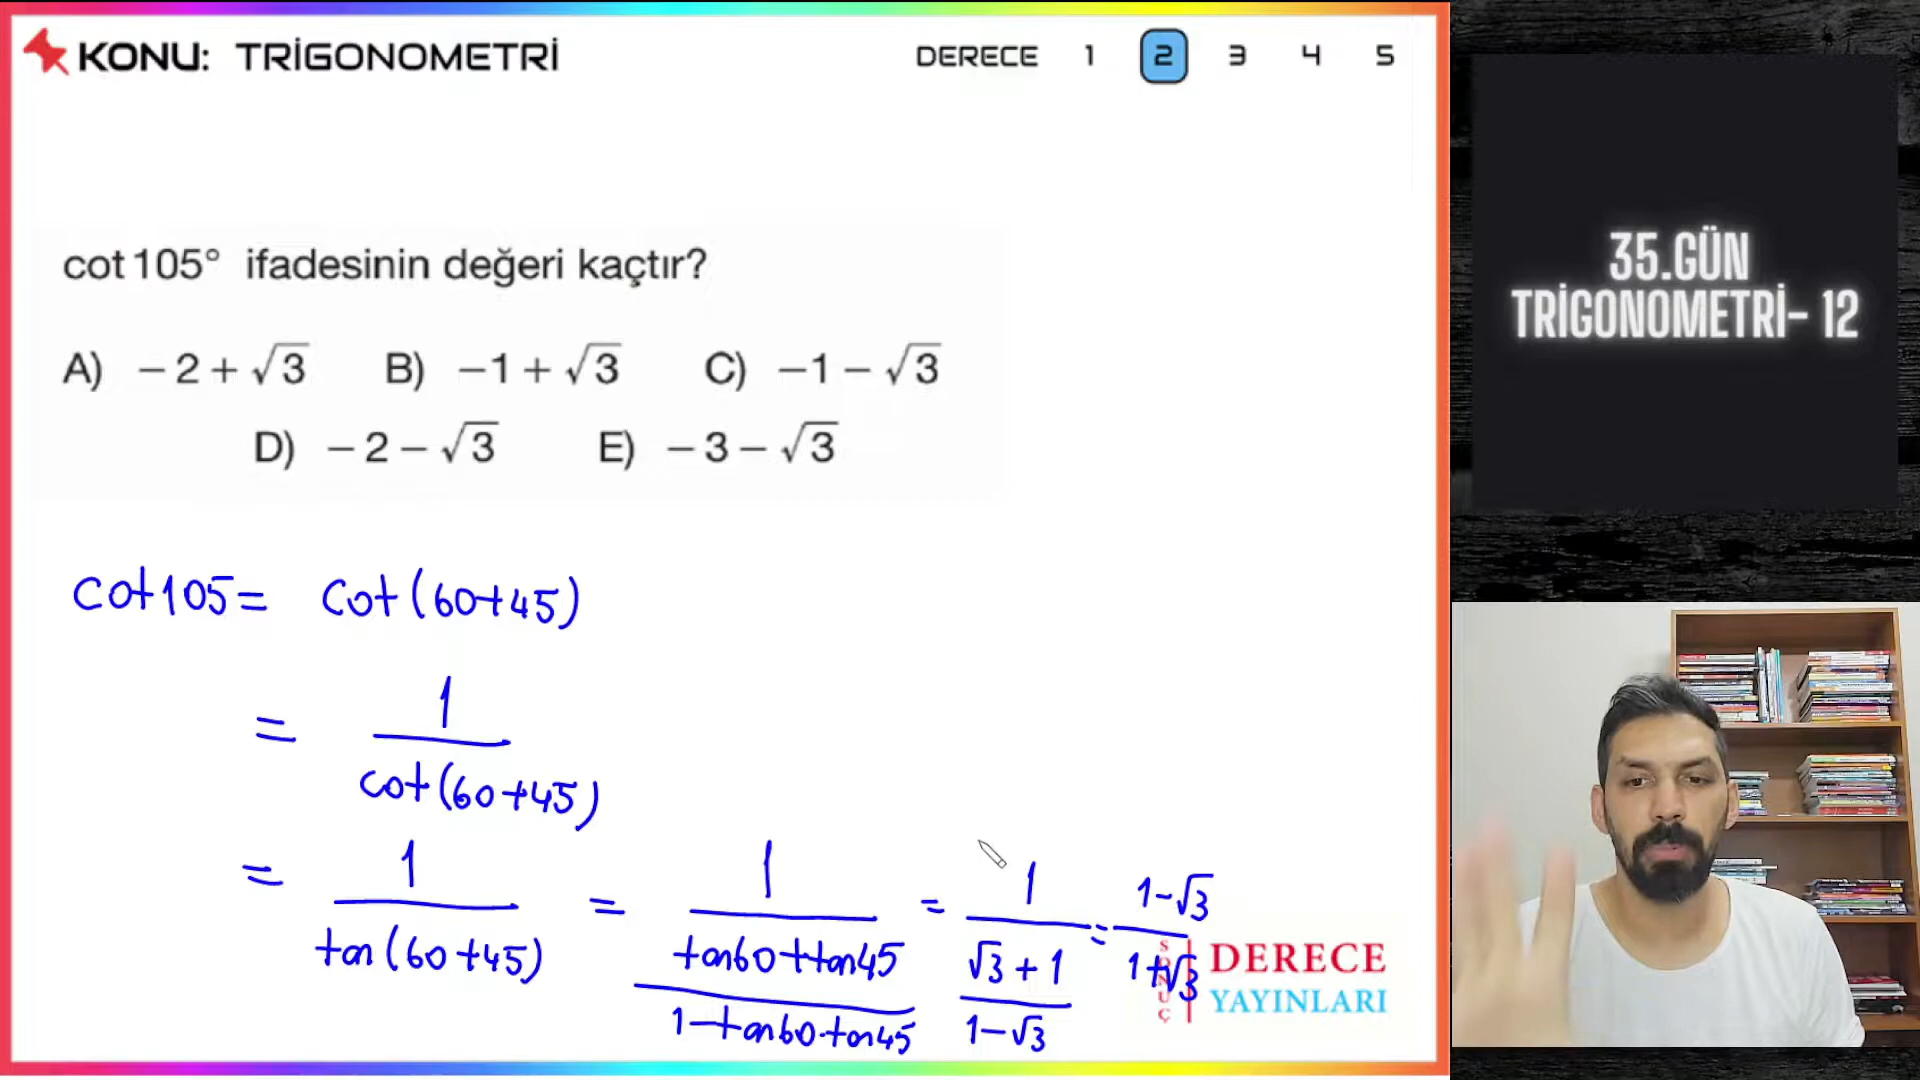 KONU: TRİGONOMETRİ
DERECE 1 2 3 4 5
cot 105° ifadesinin değeri kaçtır?
A) −2+√3 B) −1+√3 C) −1−√3
D) −2−√3 E) −3−√3
cot105= cot(60+45)
= 1/cot(60+45)
= 1/tan(60+45) = 1/((tan60+tan45)/(1-tan60.tan45)) = 1/((√3+1)/(1-√3)) = (1-√3)/(1+√3)
SONUÇ
DERECE
YAYINLARI
35.GÜN
TRİGONOMETRİ- 12